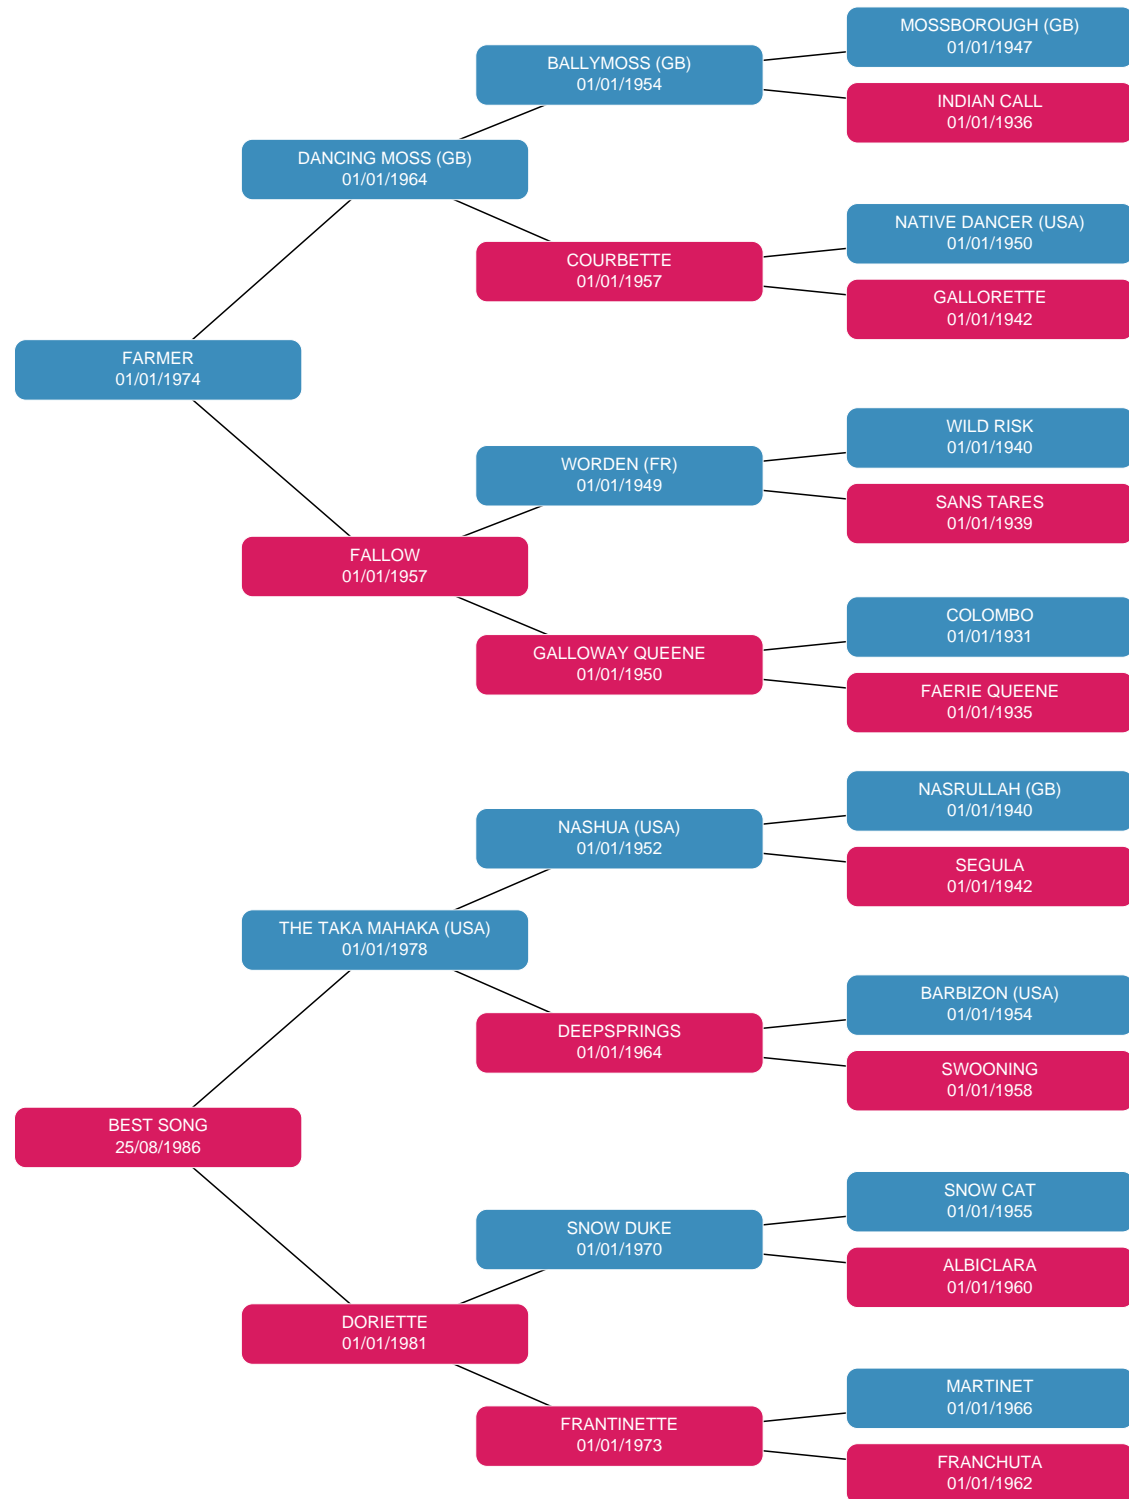 MOSSBOROUGH (GB)
01/01/1947
BALLYMOSS (GB)
01/01/1954
INDIAN CALL
01/01/1936
DANCING MOSS (GB)
01/01/1964
NATIVE DANCER (USA)
01/01/1950
COURBETTE
01/01/1957
GALLORETTE
01/01/1942
FARMER
01/01/1974
WILD RISK
01/01/1940
WORDEN (FR)
01/01/1949
SANS TARES
01/01/1939
FALLOW
01/01/1957
COLOMBO
01/01/1931
GALLOWAY QUEENE
01/01/1950
FAERIE QUEENE
01/01/1935
NASRULLAH (GB)
01/01/1940
NASHUA (USA)
01/01/1952
SEGULA
01/01/1942
THE TAKA MAHAKA (USA)
01/01/1978
BARBIZON (USA)
01/01/1954
DEEPSPRINGS
01/01/1964
SWOONING
01/01/1958
BEST SONG
25/08/1986
SNOW CAT
01/01/1955
SNOW DUKE
01/01/1970
ALBICLARA
01/01/1960
DORIETTE
01/01/1981
MARTINET
01/01/1966
FRANTINETTE
01/01/1973
FRANCHUTA
01/01/1962